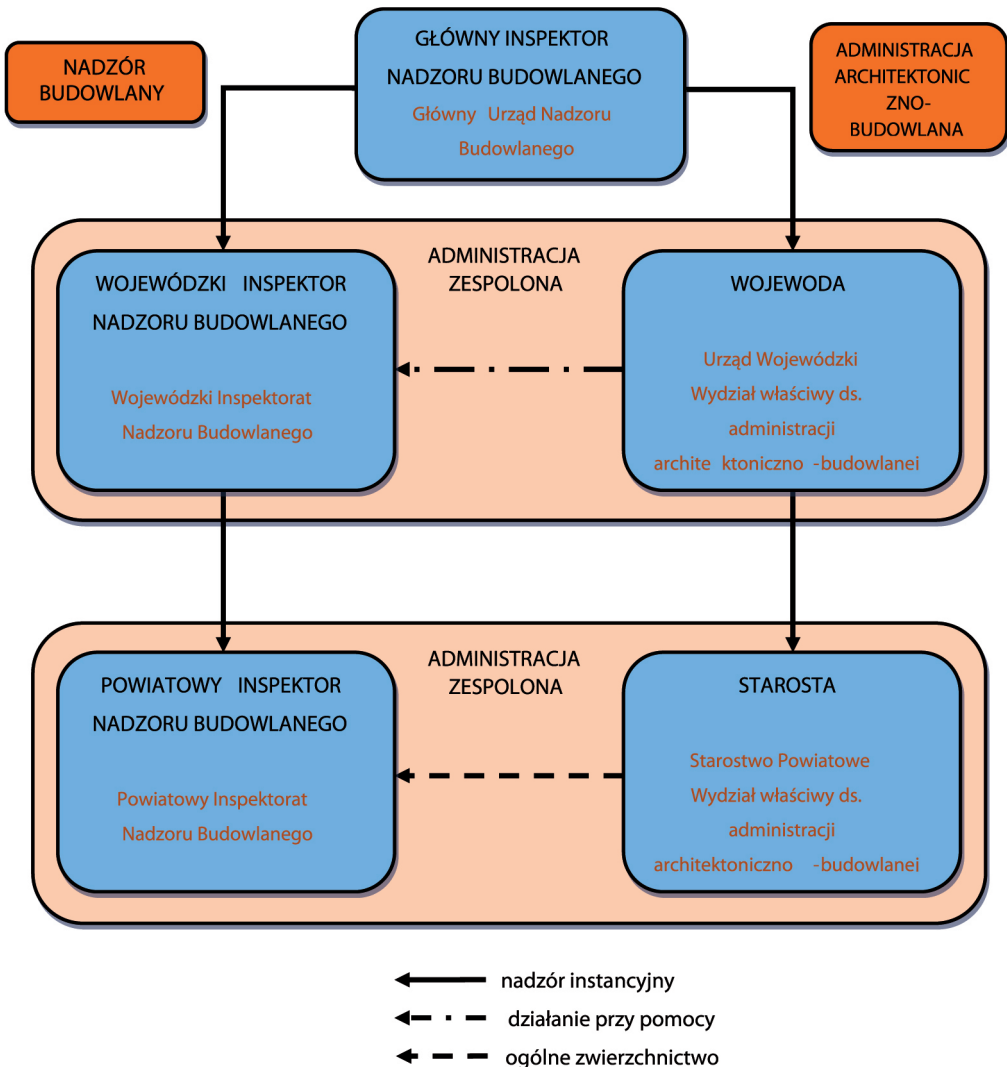 NADZÓR
BUDOWLANY
GŁÓWNY INSPEKTOR
NADZORU BUDOWLANEGO
Główny Urząd Nadzoru
Budowlanego
ADMINISTRACJA
ARCHITEKTONIC
ZNO-
BUDOWLANA
WOJEWÓDZKI INSPEKTOR
NADZORU BUDOWLANEGO
Wojewódzki Inspektorat
Nadzoru Budowlanego
ADMINISTRACJA
ZESPOLONA
WOJEWODA
Urząd Wojewódzki
Wydział właściwy ds.
administracji
archite ktoniczno -budowlanei
POWIATOWY INSPEKTOR
NADZORU BUDOWLANEGO
Powiatowy Inspektorat
Nadzoru Budowlanego
ADMINISTRACJA
ZESPOLONA
STAROSTA
Starostwo Powiatowe
Wydział właściwy ds.
administracji
architektoniczno -budowlanei
nadzór instancyjny
działanie przy pomocy
ogólne zwierzchnictwo